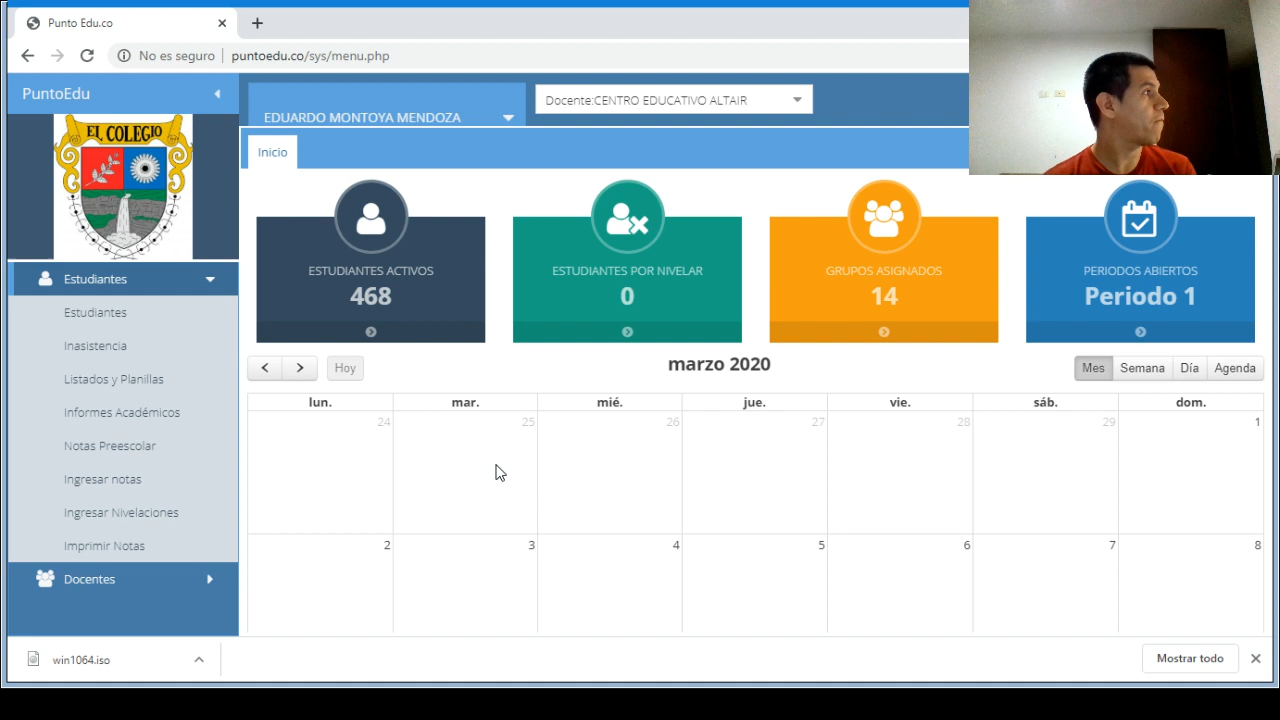 Punto Edu.co
No es seguro
puntoedu.co/sys/menu.php
PuntoEdu
EL COLEGIO
EDUARDO MONTOYA MENDOZA
Docente:CENTRO EDUCATIVO ALTAIR
Inicio
ESTUDIANTES ACTIVOS
468
ESTUDIANTES POR NIVELAR
0
GRUPOS ASIGNADOS
14
PERIODOS ABIERTOS
Periodo 1
Estudiantes
Estudiantes
Inasistencia
Listados y Planillas
Informes Académicos
Notas Preescolar
Ingresar notas
Ingresar Nivelaciones
Imprimir Notas
Docentes
Hoy
marzo 2020
Mes Semana Día Agenda
lun. mar. mié. jue. vie. sáb. dom.
24 25 26 27 28 29 1
2 3 4 5 6 7 8
win1064.iso
Mostrar todo